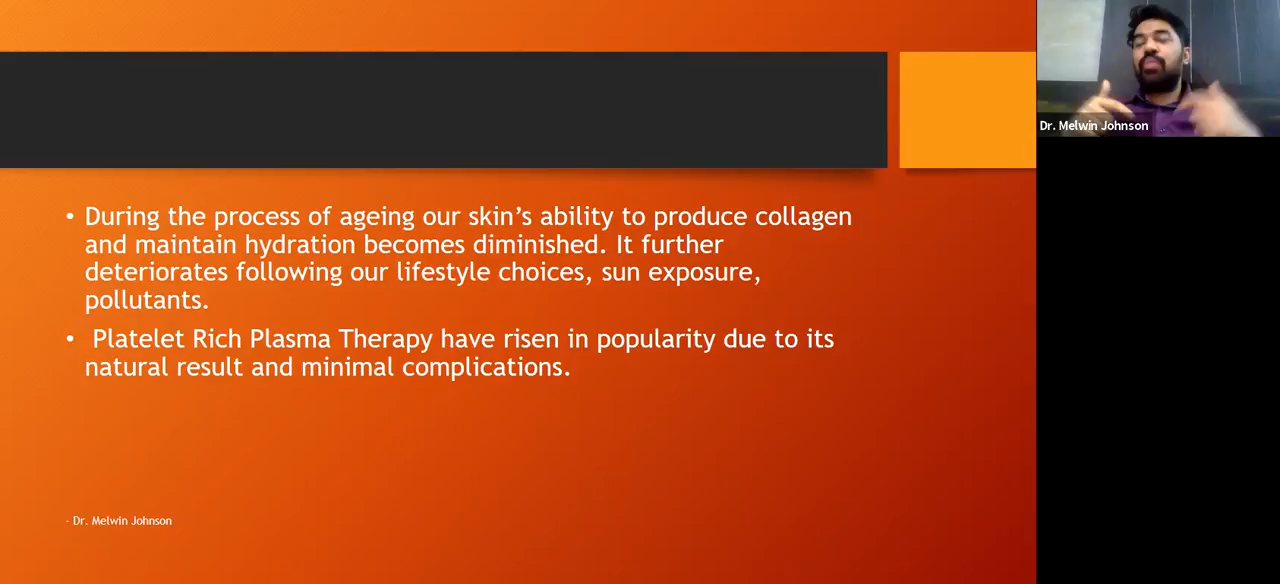 Dr. Melwin Johnson
• During the process of ageing our skin’s ability to produce collagen
and maintain hydration becomes diminished. It further
deteriorates following our lifestyle choices, sun exposure,
pollutants.
• Platelet Rich Plasma Therapy have risen in popularity due to its
natural result and minimal complications.
- Dr. Melwin Johnson